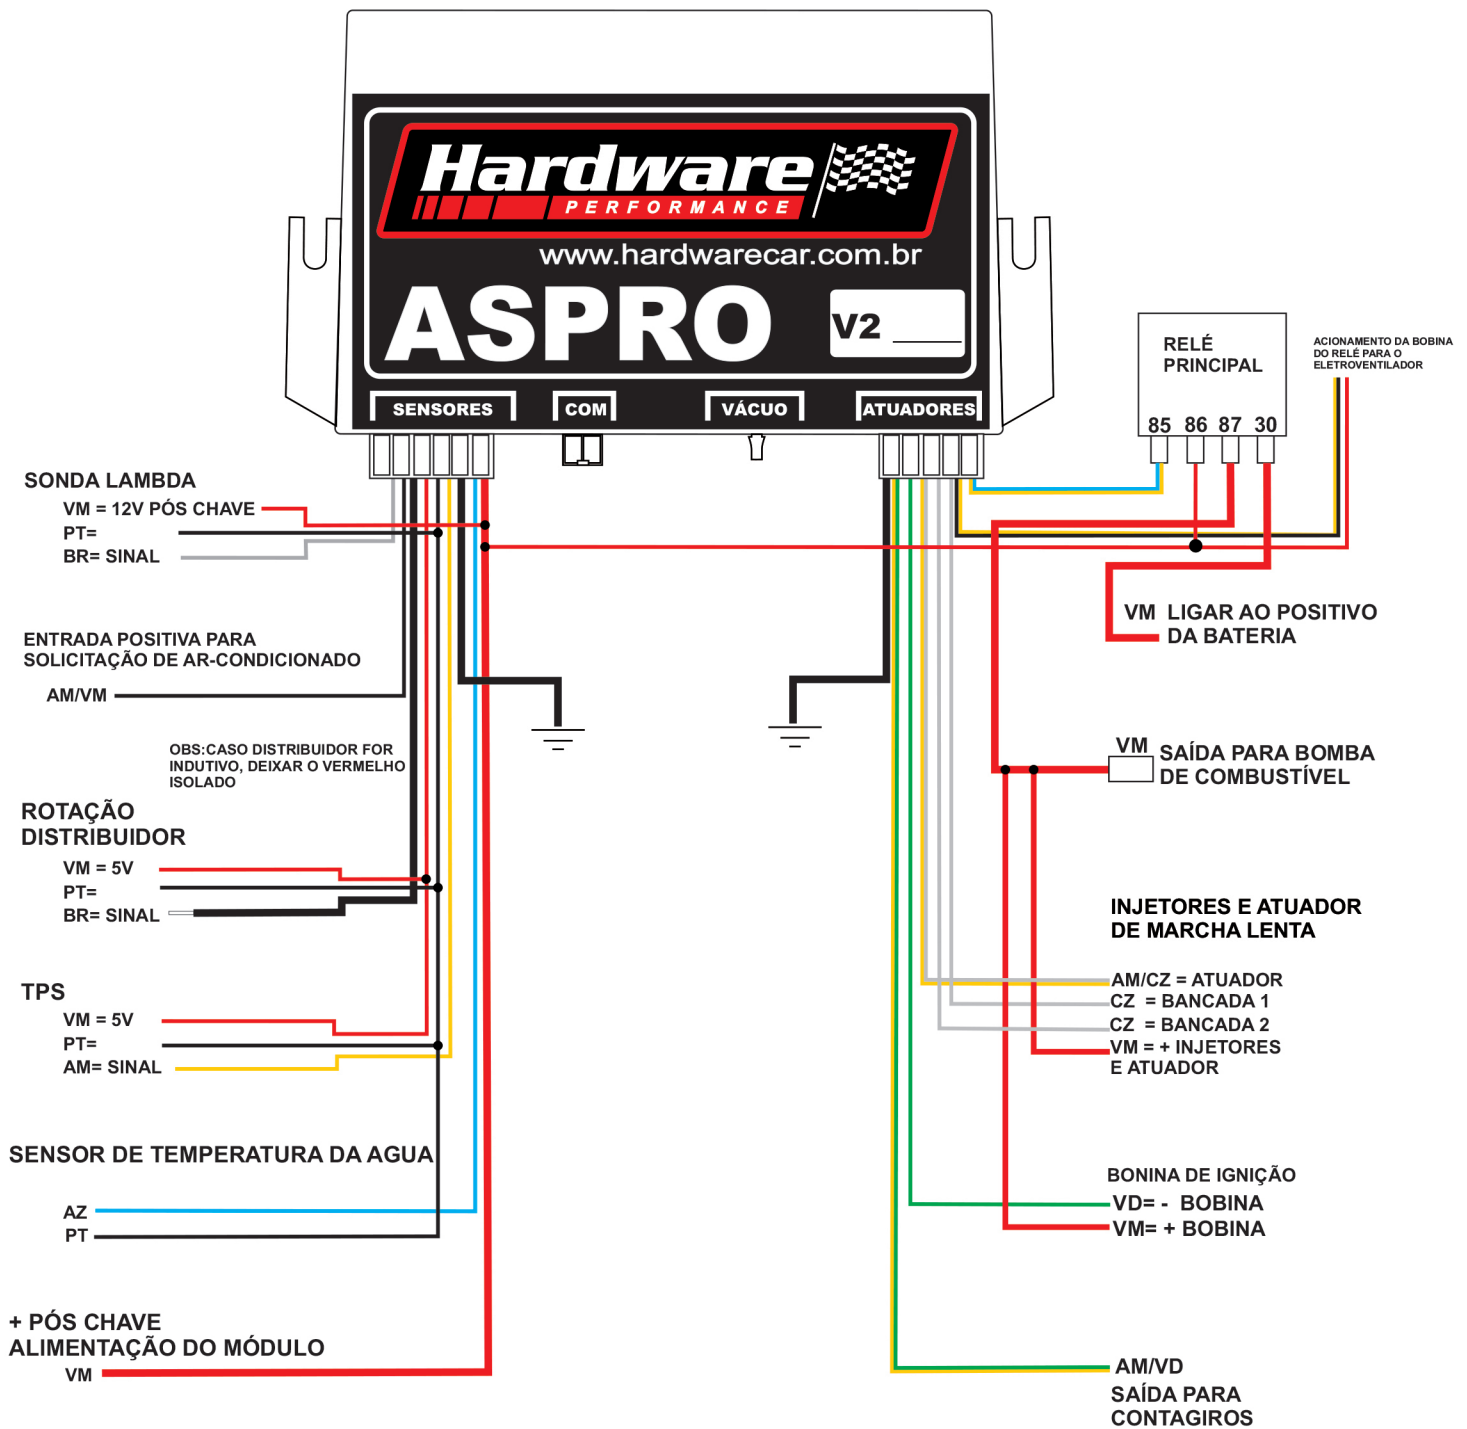 Hardware
PERFORMANCE
www.hardwarecar.com.br
ASPRO
V2
SENSORES
COM
VÁCUO
ATUADORES
RELÉ
PRINCIPAL
85 86 87 30
ACIONAMENTO DA BOBINA
DO RELÉ PARA O
ELETROVENTILADOR
SONDA LAMBDA
VM = 12V PÓS CHAVE
PT=
BR= SINAL
ENTRADA POSITIVA PARA
SOLICITAÇÃO DE AR-CONDICIONADO
AM/VM
OBS:CASO DISTRIBUIDOR FOR
INDUTIVO, DEIXAR O VERMELHO
ISOLADO
ROTAÇÃO
DISTRIBUIDOR
VM = 5V
PT=
BR= SINAL
TPS
VM = 5V
PT=
AM= SINAL
SENSOR DE TEMPERATURA DA AGUA
AZ
PT
+ PÓS CHAVE
ALIMENTAÇÃO DO MÓDULO
VM
VM LIGAR AO POSITIVO
DA BATERIA
VM
SAÍDA PARA BOMBA
DE COMBUSTÍVEL
INJETORES E ATUADOR
DE MARCHA LENTA
AM/CZ = ATUADOR
CZ = BANCADA 1
CZ = BANCADA 2
VM = + INJETORES
E ATUADOR
BONINA DE IGNIÇÃO
VD= - BOBINA
VM= + BOBINA
AM/VD
SAÍDA PARA
CONTAGIROS